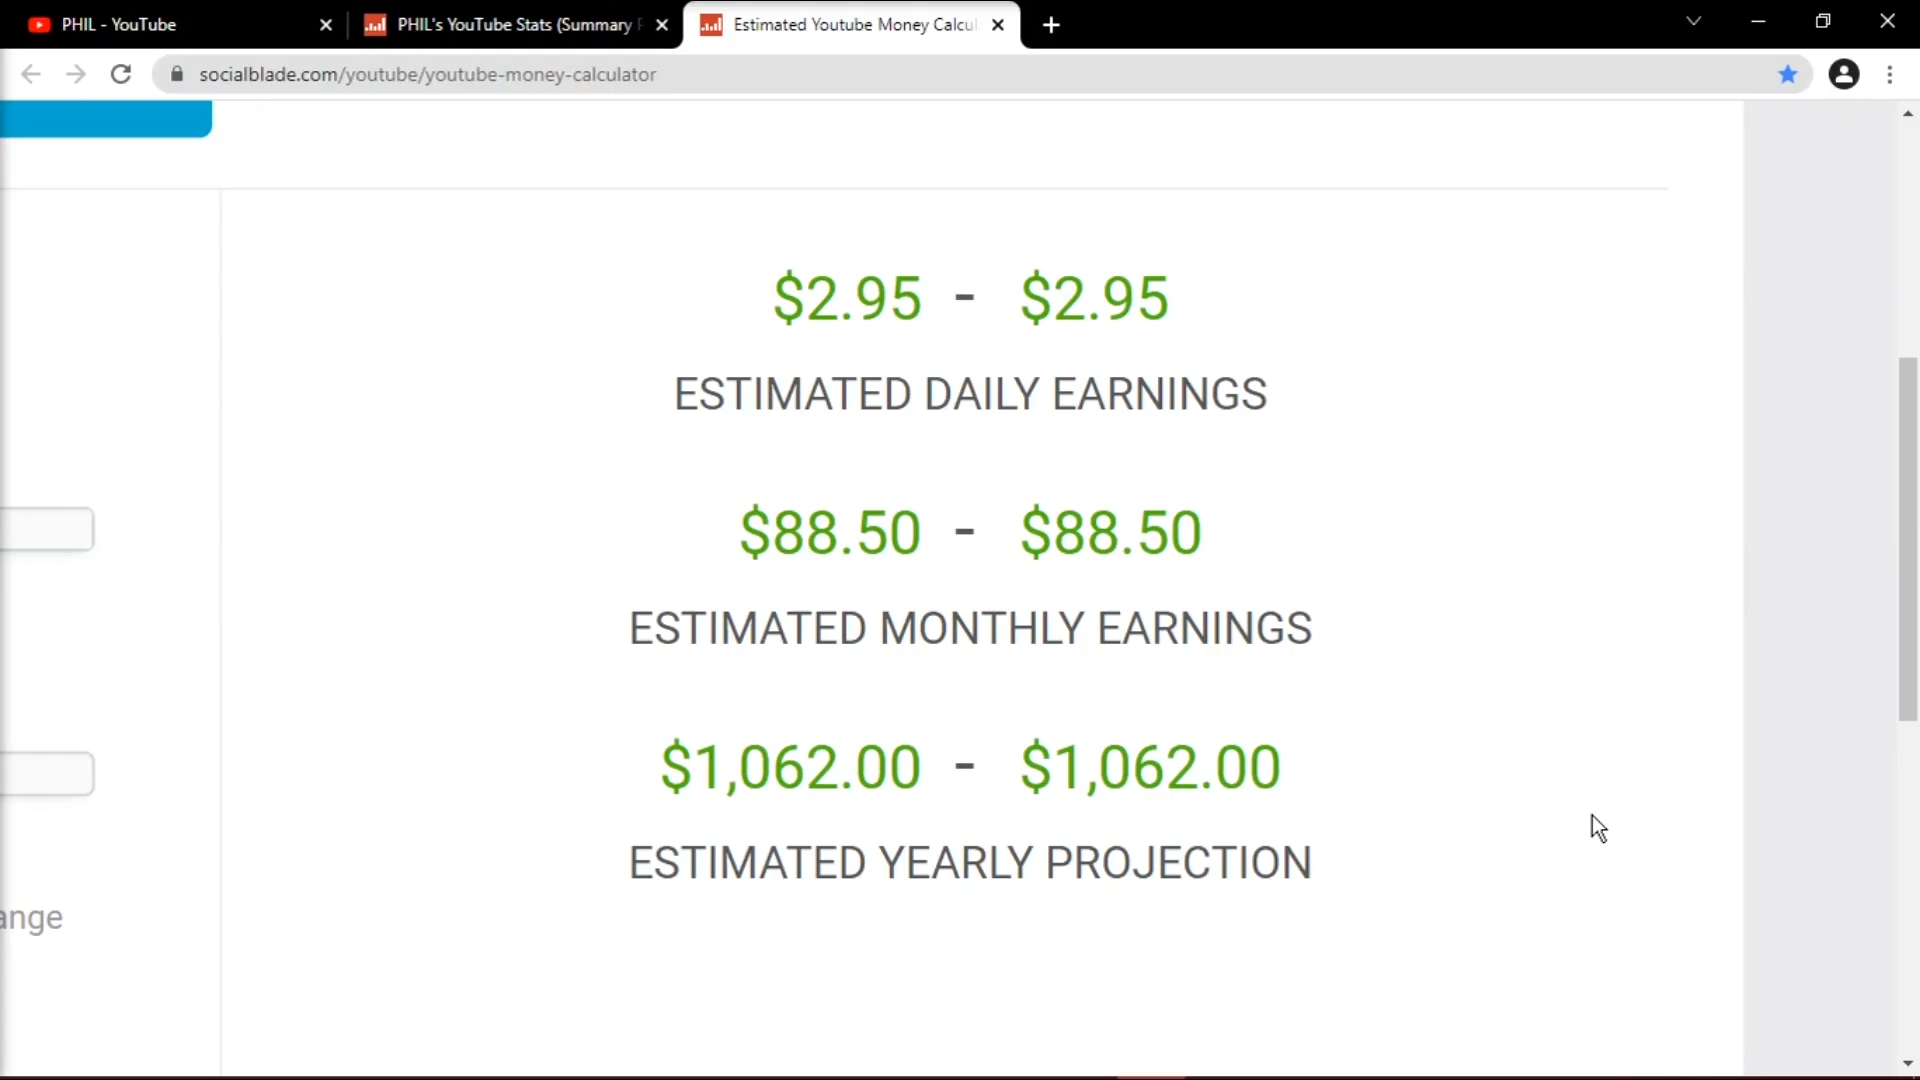 PHIL - YouTube
PHIL's YouTube Stats (Summary
Estimated Youtube Money Calcul
socialblade.com/youtube/youtube-money-calculator
$2.95 - $2.95
ESTIMATED DAILY EARNINGS
$88.50 - $88.50
ESTIMATED MONTHLY EARNINGS
$1,062.00 - $1,062.00
ESTIMATED YEARLY PROJECTION
ange